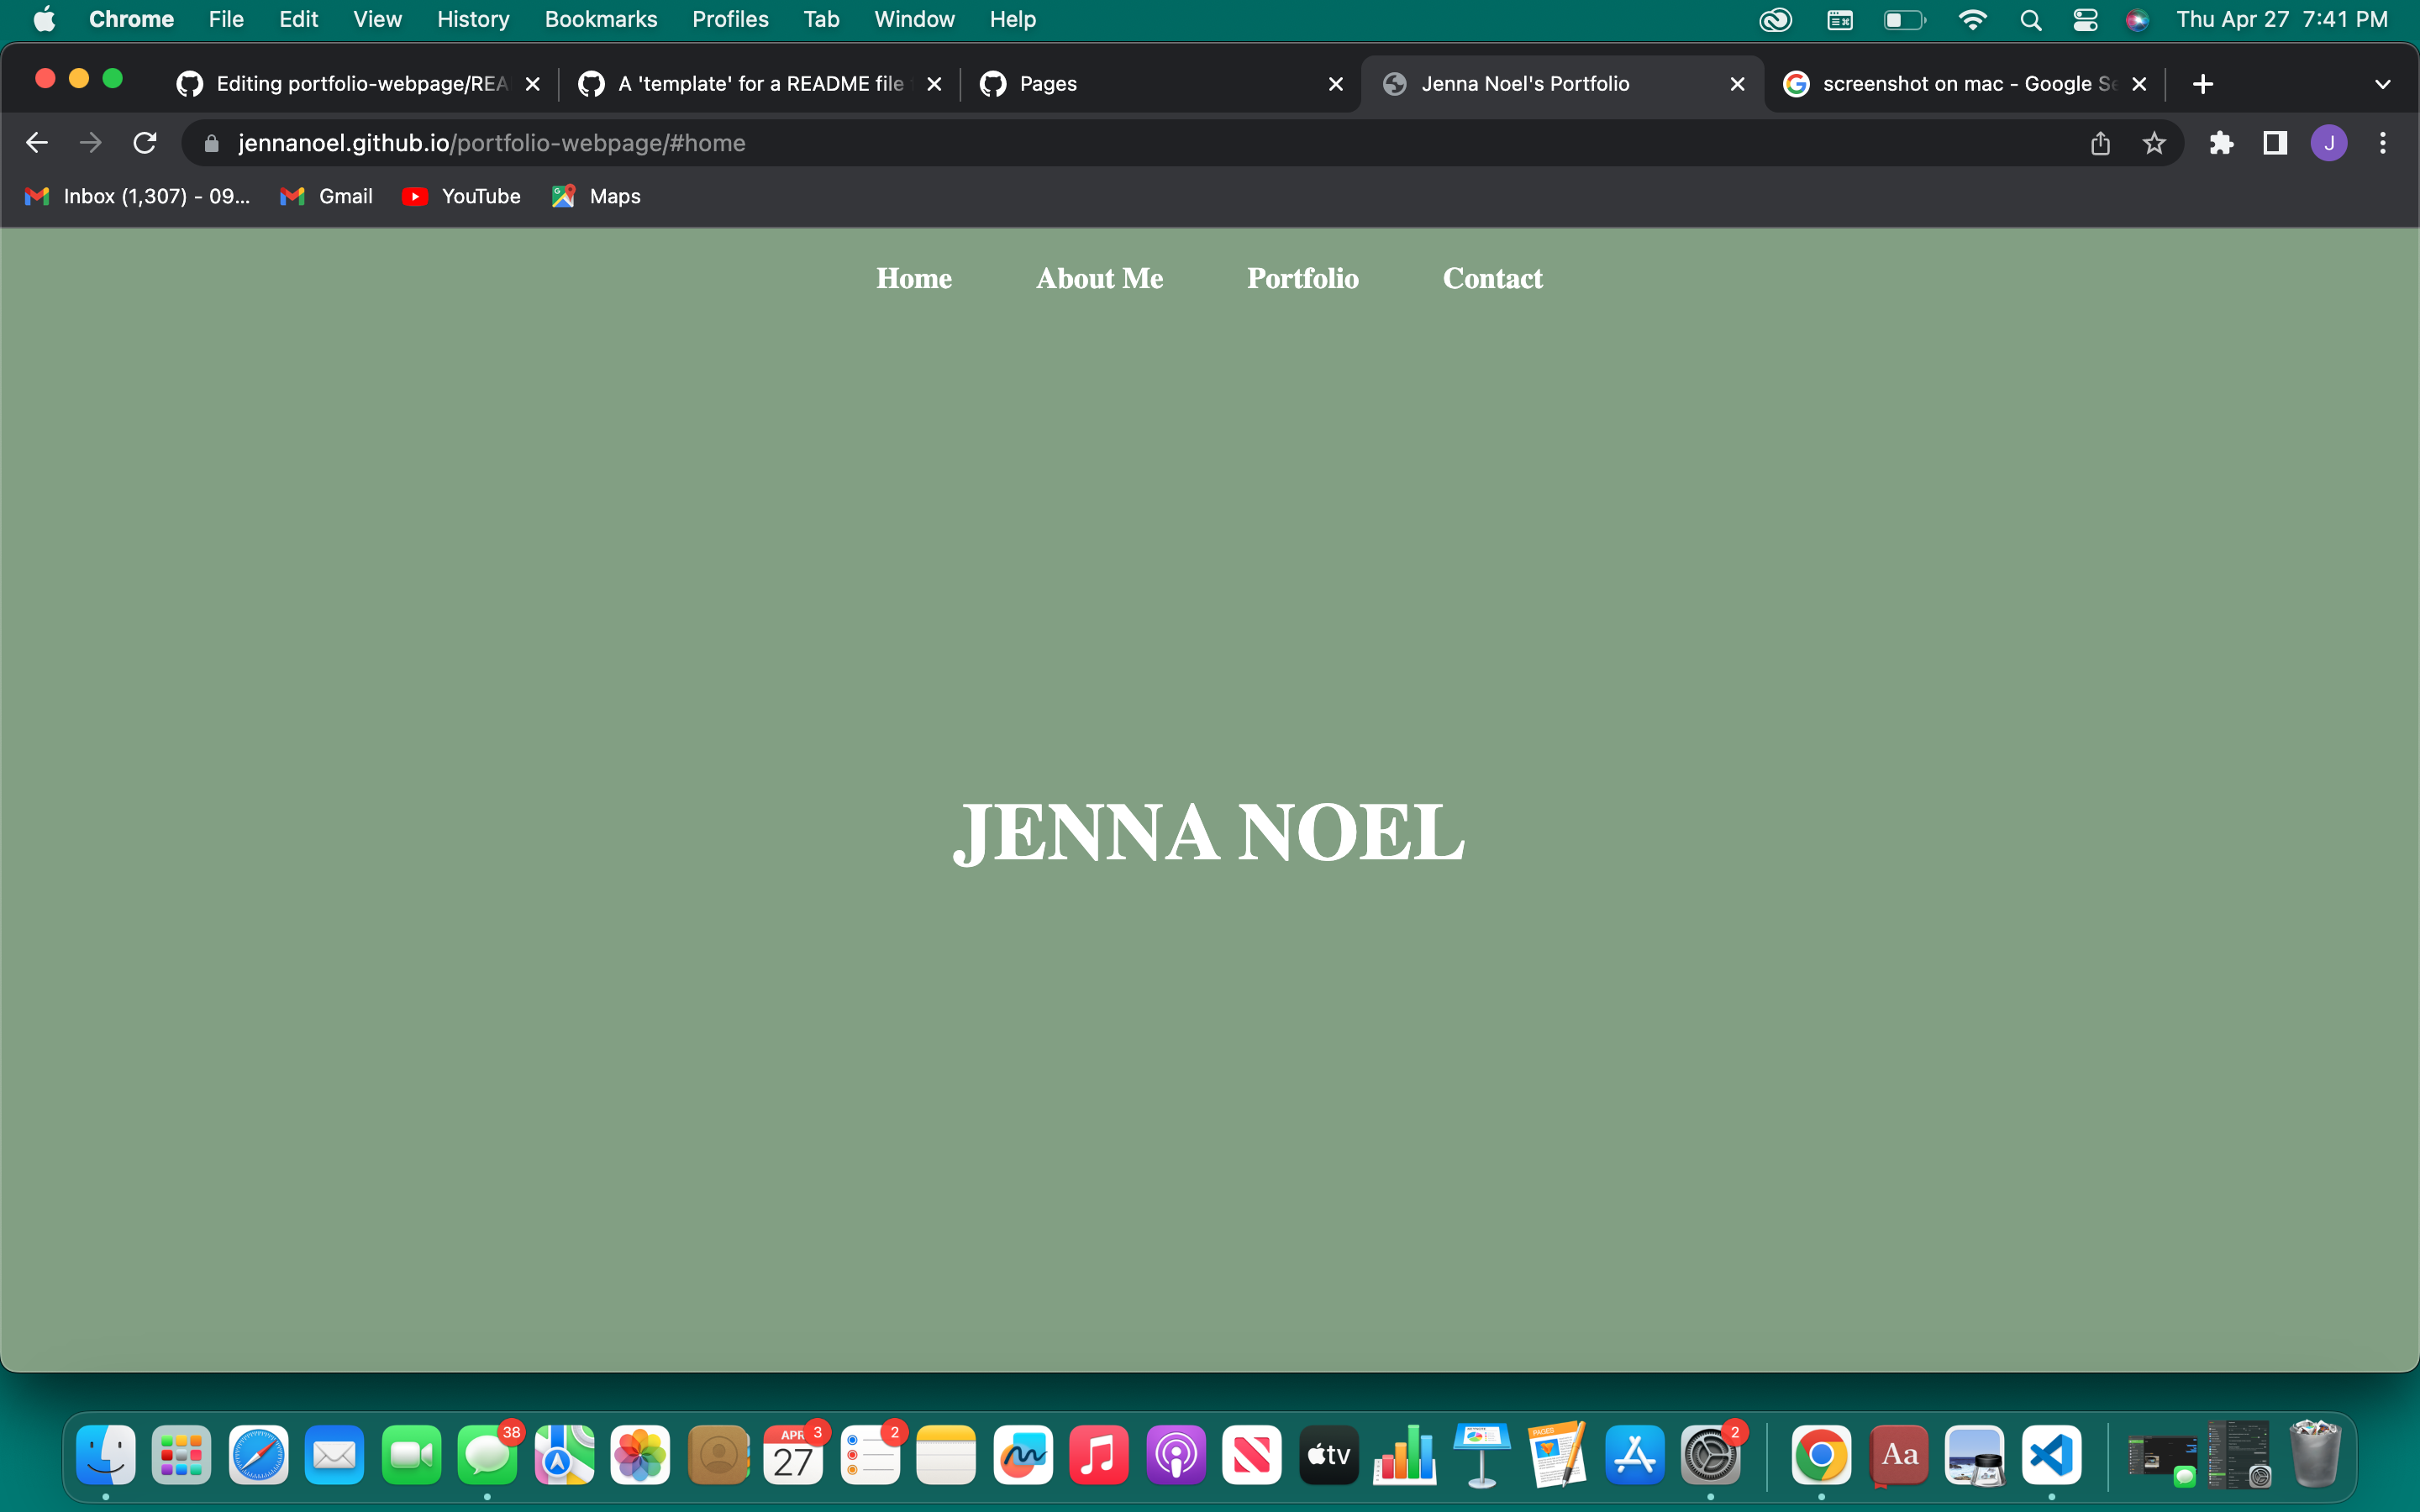 Chrome File Edit View History Bookmarks Profiles Tab Window Help Thu Apr 27 7:41 PM
Editing portfolio-webpage/REA A 'template' for a README file Pages Jenna Noel's Portfolio screenshot on mac - Google Se
jennanoel.github.io/portfolio-webpage/#home J
Inbox (1,307) - 09... Gmail YouTube Maps
Home About Me Portfolio Contact
JENNA NOEL
38 APR 3 2 2
27 tv Aa
PAGES